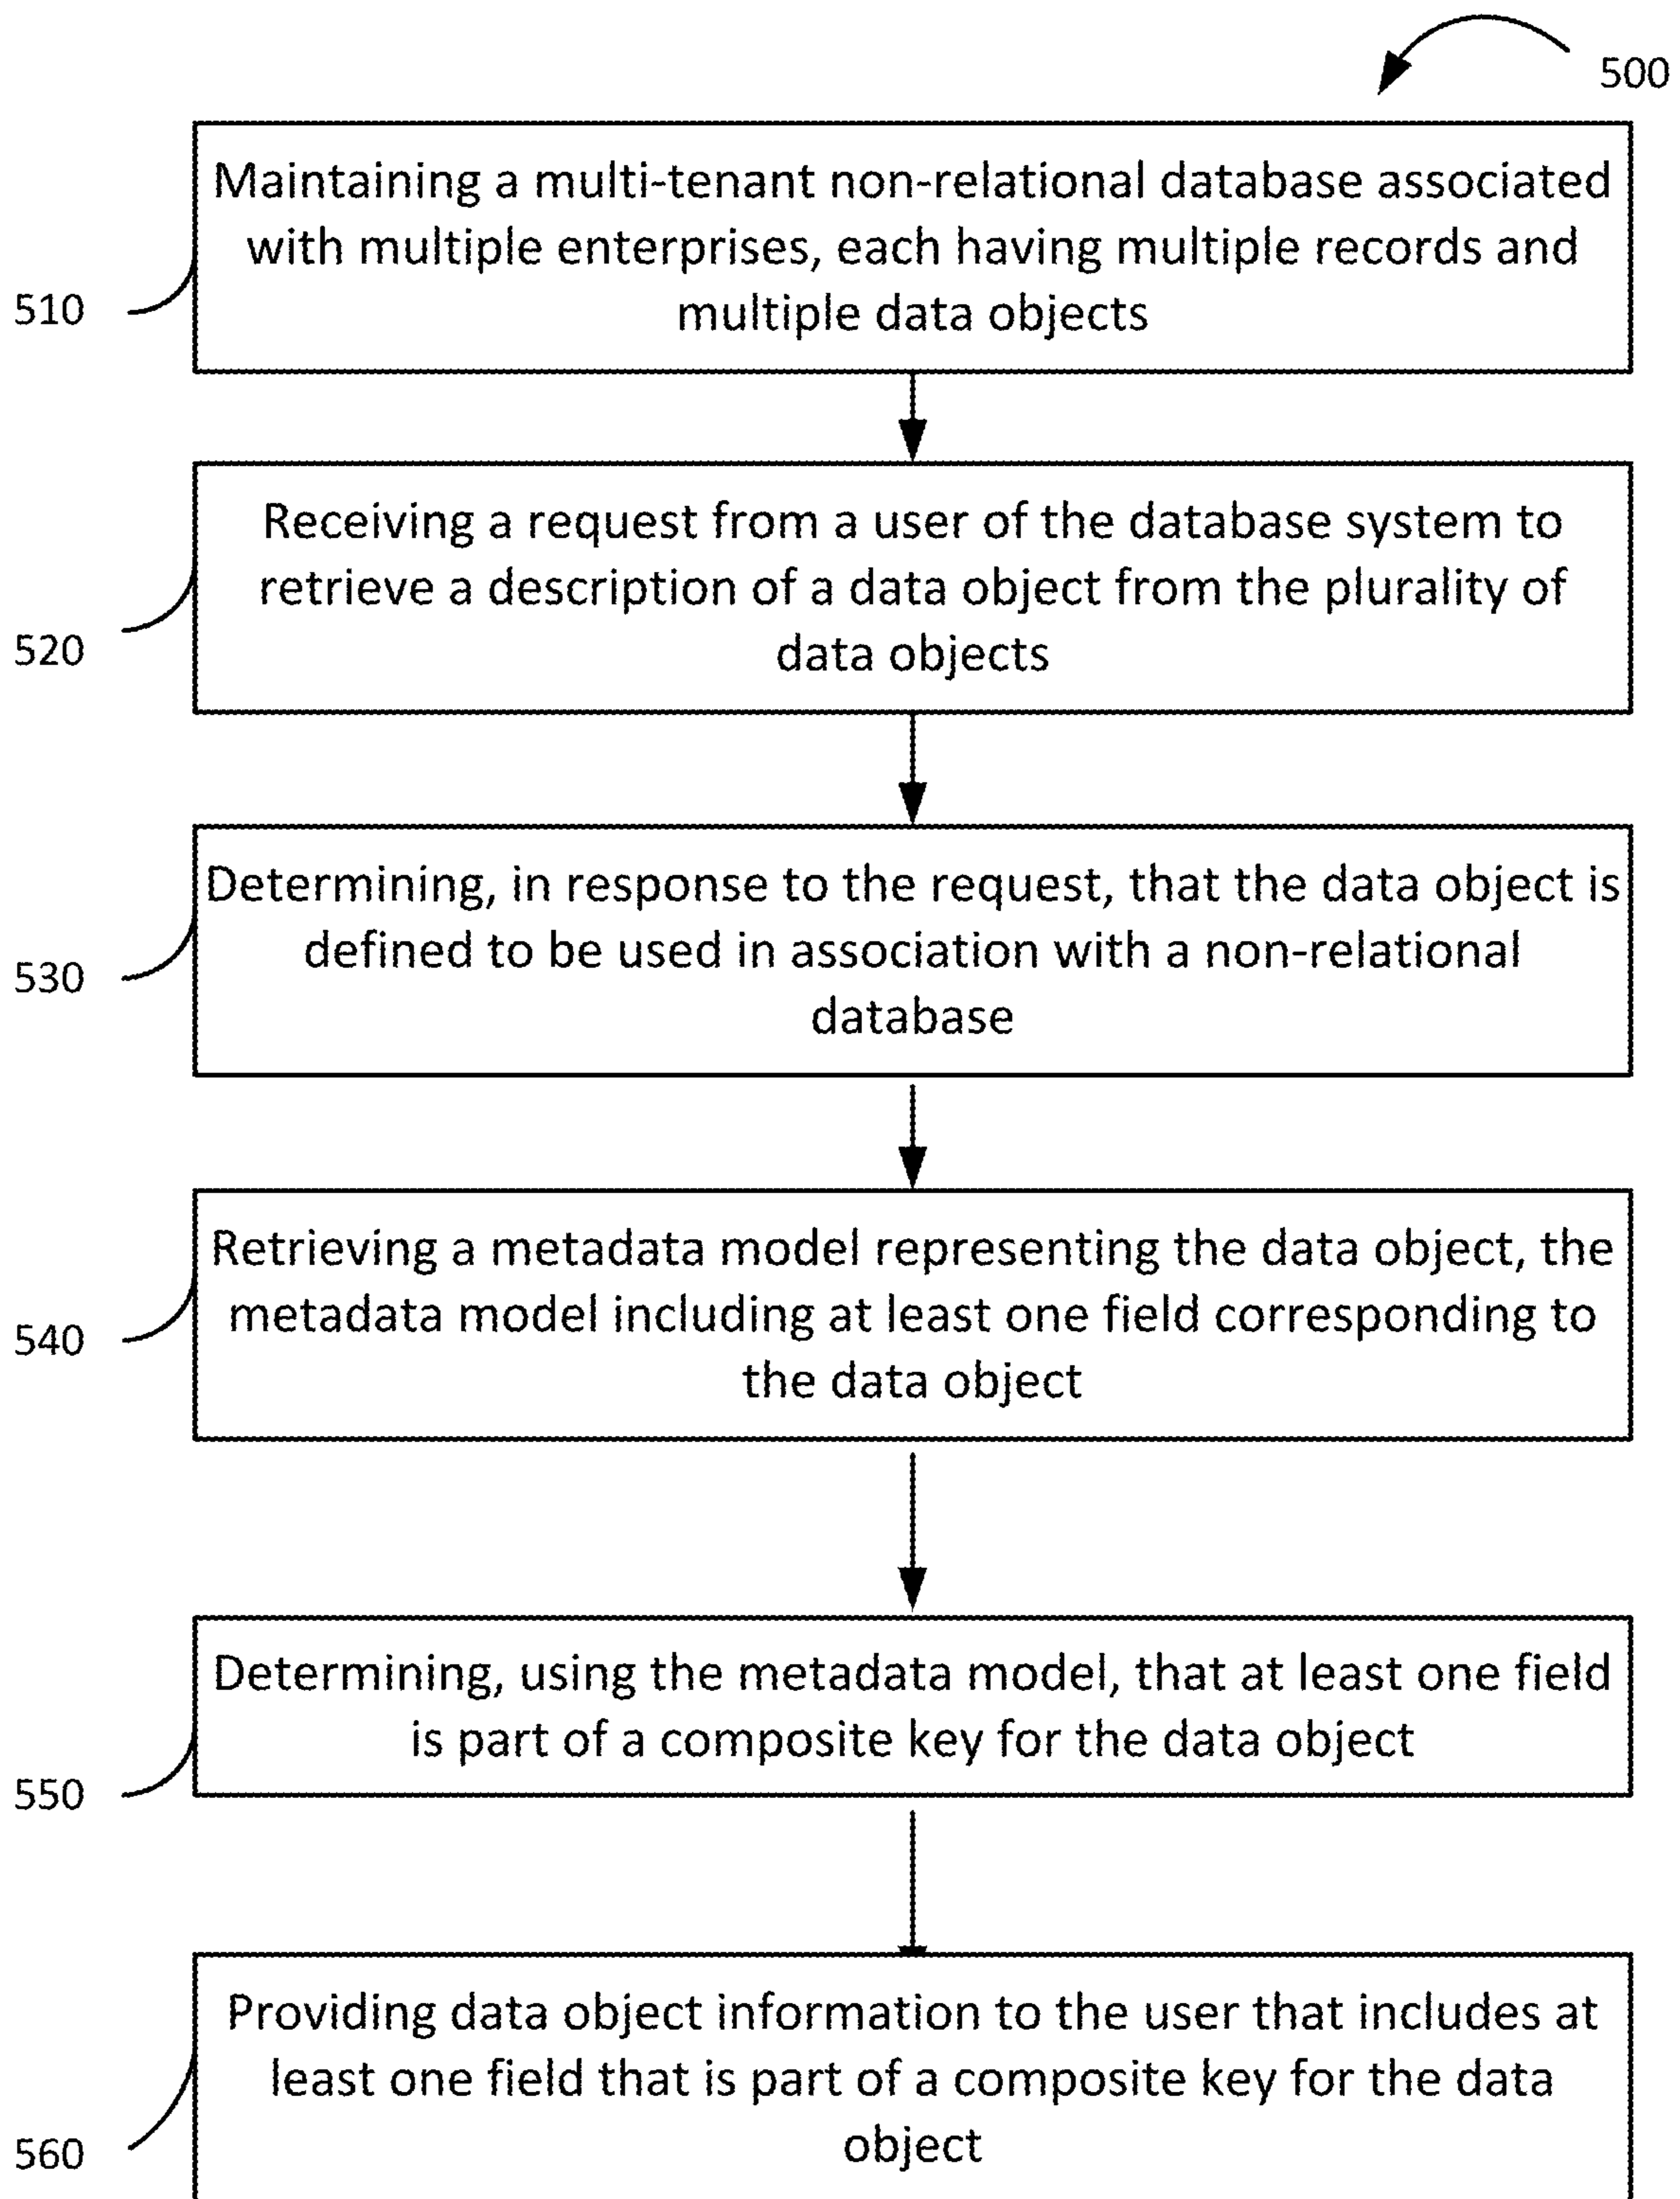 500
Maintaining a multi-tenant non-relational database associated
with multiple enterprises, each having multiple records and
multiple data objects
510
Receiving a request from a user of the database system to
retrieve a description of a data object from the plurality of
data objects
520
Determining, in response to the request, that the data object is
defined to be used in association with a non-relational
database
530
Retrieving a metadata model representing the data object, the
metadata model including at least one field corresponding to
the data object
540
Determining, using the metadata model, that at least one field
is part of a composite key for the data object
550
Providing data object information to the user that includes at
least one field that is part of a composite key for the data
object
560